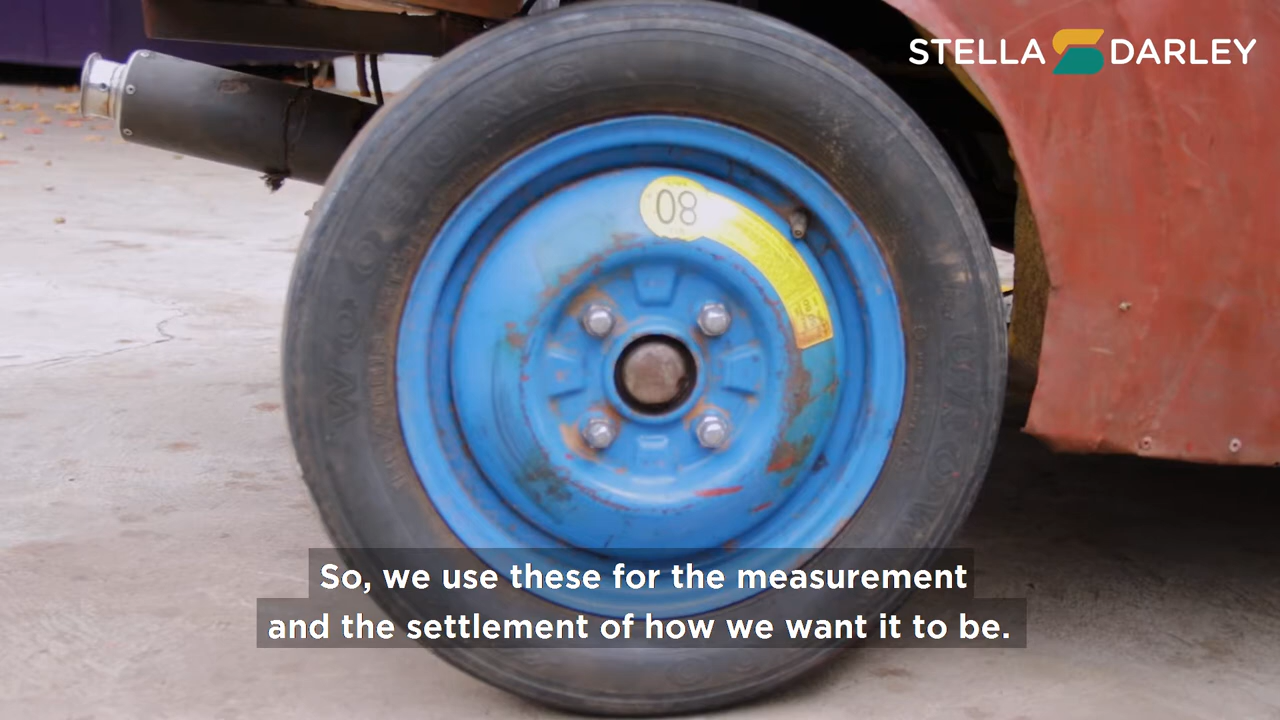 STELLA DARLEY
08
So, we use these for the measurement
and the settlement of how we want it to be.